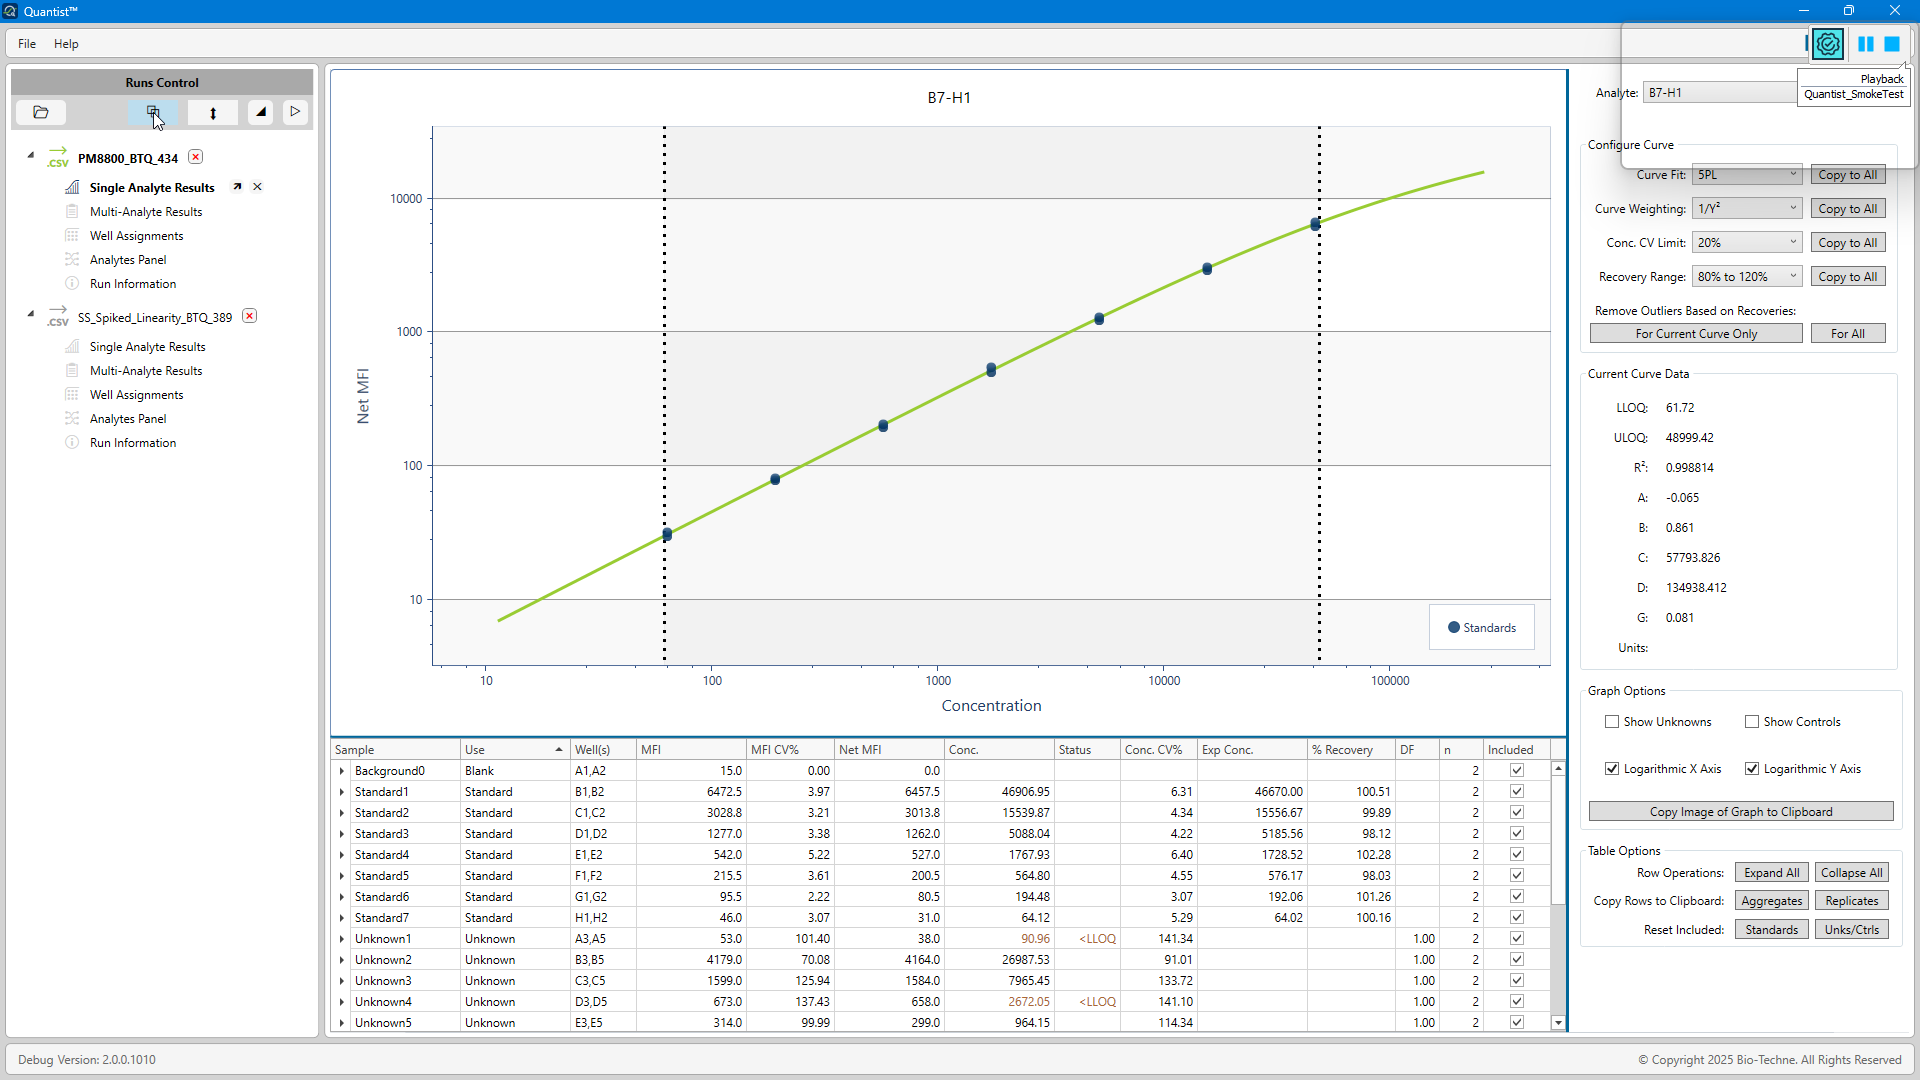 Quantist™
File Help
Playback
Quantist_SmokeTest
Runs Control
PM8800_BTQ_434
Single Analyte Results
Multi-Analyte Results
Well Assignments
Analytes Panel
Run Information
SS_Spiked_Linearity_BTQ_389
Single Analyte Results
Multi-Analyte Results
Well Assignments
Analytes Panel
Run Information
B7-H1
10000
1000
100
10
Net MFI
Standards
10 100 1000 10000 100000
Concentration
Sample Use Well(s) MFI MFI CV% Net MFI Conc. Status Conc. CV% Exp Conc. % Recovery DF n Included
Background0 Blank A1,A2 15.0 0.00 0.0 2
Standard1 Standard B1,B2 6472.5 3.97 6457.5 46906.95 6.31 46670.00 100.51 2
Standard2 Standard C1,C2 3028.8 3.21 3013.8 15539.87 4.34 15556.67 99.89 2
Standard3 Standard D1,D2 1277.0 3.38 1262.0 5088.04 4.22 5185.56 98.12 2
Standard4 Standard E1,E2 542.0 5.22 527.0 1767.93 6.40 1728.52 102.28 2
Standard5 Standard F1,F2 215.5 3.61 200.5 564.80 4.55 576.17 98.03 2
Standard6 Standard G1,G2 95.5 2.22 80.5 194.48 3.07 192.06 101.26 2
Standard7 Standard H1,H2 46.0 3.07 31.0 64.12 5.29 64.02 100.16 2
Unknown1 Unknown A3,A5 53.0 101.40 38.0 90.96 <LLOQ 141.34 1.00 2
Unknown2 Unknown B3,B5 4179.0 70.08 4164.0 26987.53 91.01 1.00 2
Unknown3 Unknown C3,C5 1599.0 125.94 1584.0 7965.45 133.72 1.00 2
Unknown4 Unknown D3,D5 673.0 137.43 658.0 2672.05 <LLOQ 141.10 1.00 2
Unknown5 Unknown E3,E5 314.0 99.99 299.0 964.15 114.34 1.00 2
Analyte: B7-H1
Configure Curve
Curve Fit: 5PL Copy to All
Curve Weighting: 1/Y² Copy to All
Conc. CV Limit: 20% Copy to All
Recovery Range: 80% to 120% Copy to All
Remove Outliers Based on Recoveries:
For Current Curve Only For All
Current Curve Data
LLOQ: 61.72
ULOQ: 48999.42
R²: 0.998814
A: -0.065
B: 0.861
C: 57793.826
D: 134938.412
G: 0.081
Units:
Graph Options
Show Unknowns Show Controls
Logarithmic X Axis Logarithmic Y Axis
Copy Image of Graph to Clipboard
Table Options
Row Operations: Expand All Collapse All
Copy Rows to Clipboard: Aggregates Replicates
Reset Included: Standards Unks/Ctrls
Debug Version: 2.0.0.1010
© Copyright 2025 Bio-Techne. All Rights Reserved